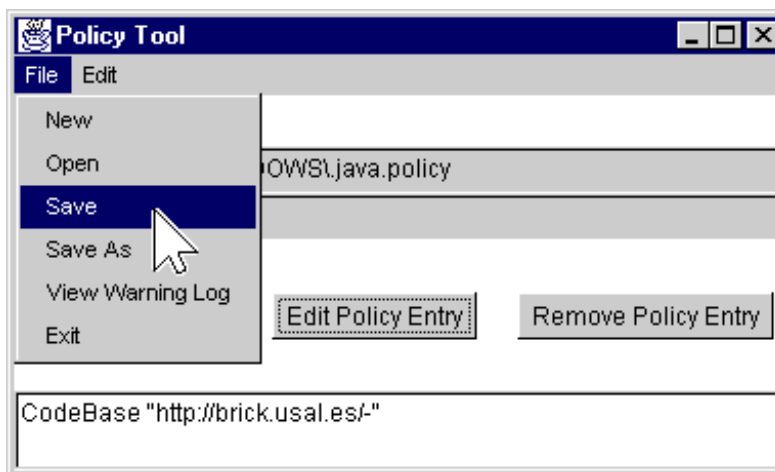 Policy Tool
File Edit
New
Open
OWS\.java.policy
Save
Save As
View Warning Log
Edit Policy Entry Remove Policy Entry
Exit
CodeBase "http://brick.usal.es/-"